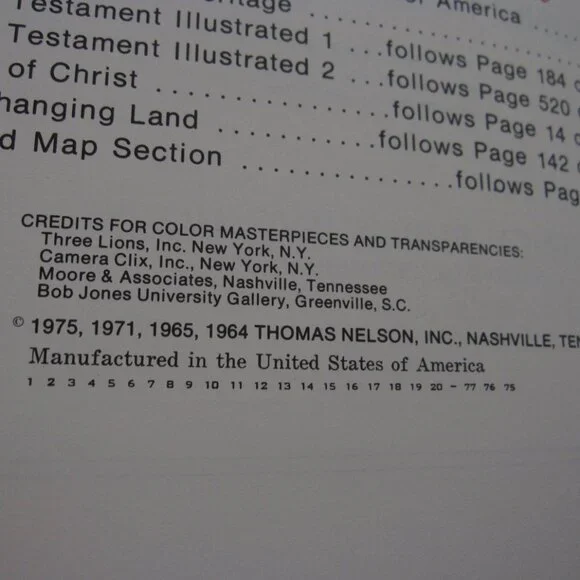 of America
Testament Illustrated 1 ...follows Page 184
Testament Illustrated 2 ...follows Page 520
of Christ ................follows Page 14
hanging Land ...........follows Page 142
d Map Section ...............follows Pag
CREDITS FOR COLOR MASTERPIECES AND TRANSPARENCIES:
Three Lions, Inc. New York, N.Y.
Camera Clix, Inc., New York, N.Y.
Moore & Associates, Nashville, Tennessee
Bob Jones University Gallery, Greenville, S.C.
© 1975, 1971, 1965, 1964 THOMAS NELSON, INC., NASHVILLE, TEN
Manufactured in the United States of America
1 2 3 4 5 6 7 8 9 10 11 12 13 14 15 16 17 18 19 20 - 77 76 75